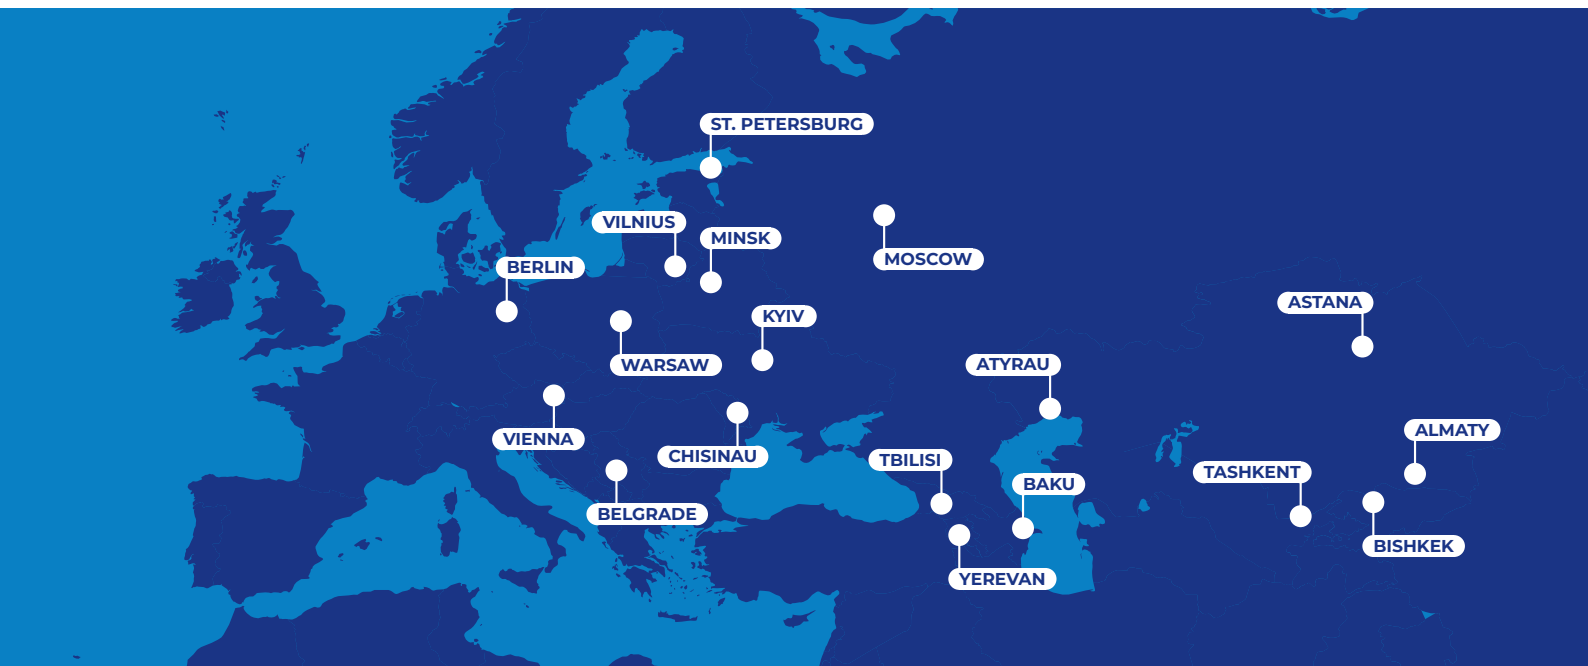 ST. PETERSBURG
VILNIUS
MINSK
MOSCOW
BERLIN
ASTANA
KYIV
WARSAW
ATYRAU
VIENNA
CHISINAU
ALMATY
TBILISI
TASHKENT
BAKU
BELGRADE
BISHKEK
YEREVAN